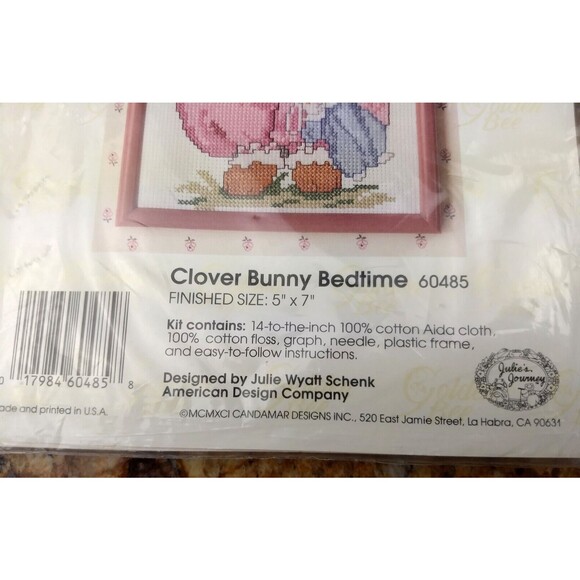 Golden
Bee
Clover Bunny Bedtime 60485
FINISHED SIZE: 5" x 7"
Kit contains: 14-to-the-inch 100% cotton Aida cloth,
100% cotton floss, graph, needle, plastic frame,
and easy-to-follow instructions.
Designed by Julie Wyatt Schenk
American Design Company
©MCMXCI CANDAMAR DESIGNS INC., 520 East Jamie Street, La Habra, CA 90631
0 17984 60485 8
ade and printed in U.S.A.
Julie's
Journey